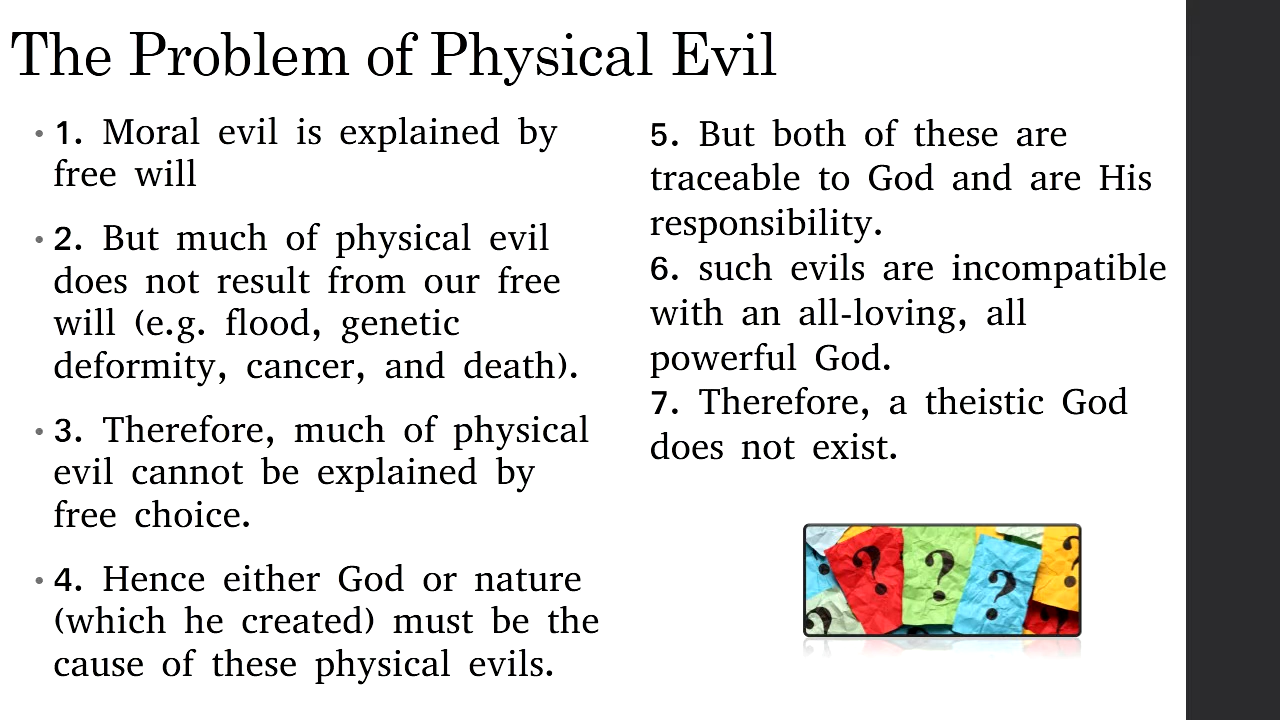 The Problem of Physical Evil
• 1. Moral evil is explained by
free will
• 2. But much of physical evil
does not result from our free
will (e.g. flood, genetic
deformity, cancer, and death).
• 3. Therefore, much of physical
evil cannot be explained by
free choice.
• 4. Hence either God or nature
(which he created) must be the
cause of these physical evils.
5. But both of these are
traceable to God and are His
responsibility.
6. such evils are incompatible
with an all-loving, all
powerful God.
7. Therefore, a theistic God
does not exist.
? ? ? ? ?